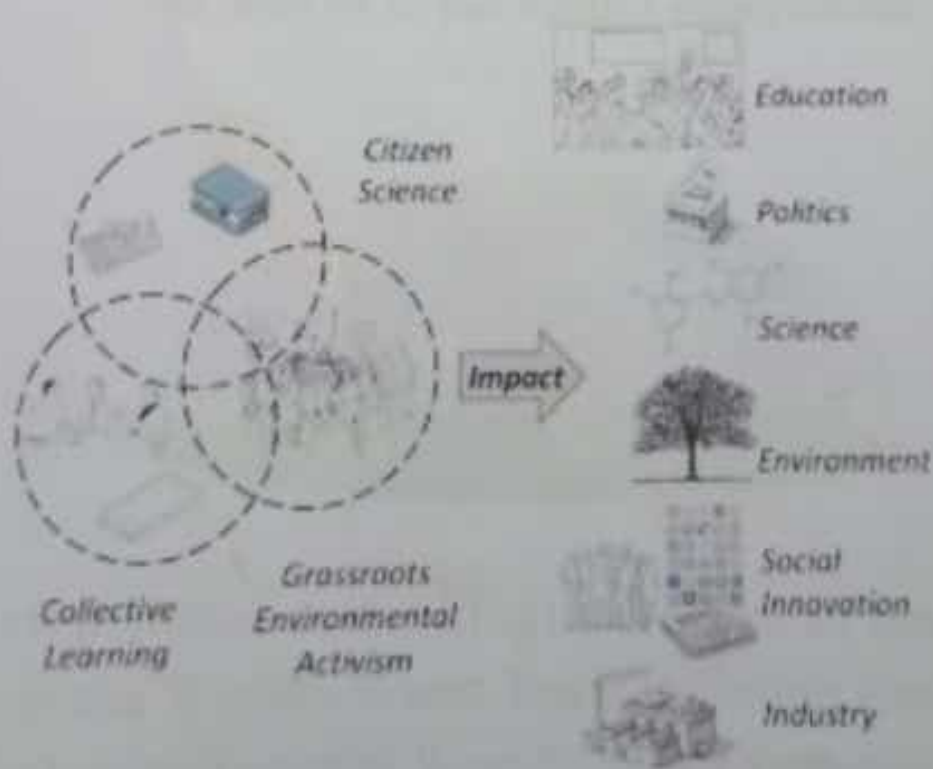 Citizen
Science
Collective
Learning
Grassroots
Environmental
Activism
Impact
Education
Politics
Science
Environment
Social
Innovation
Industry